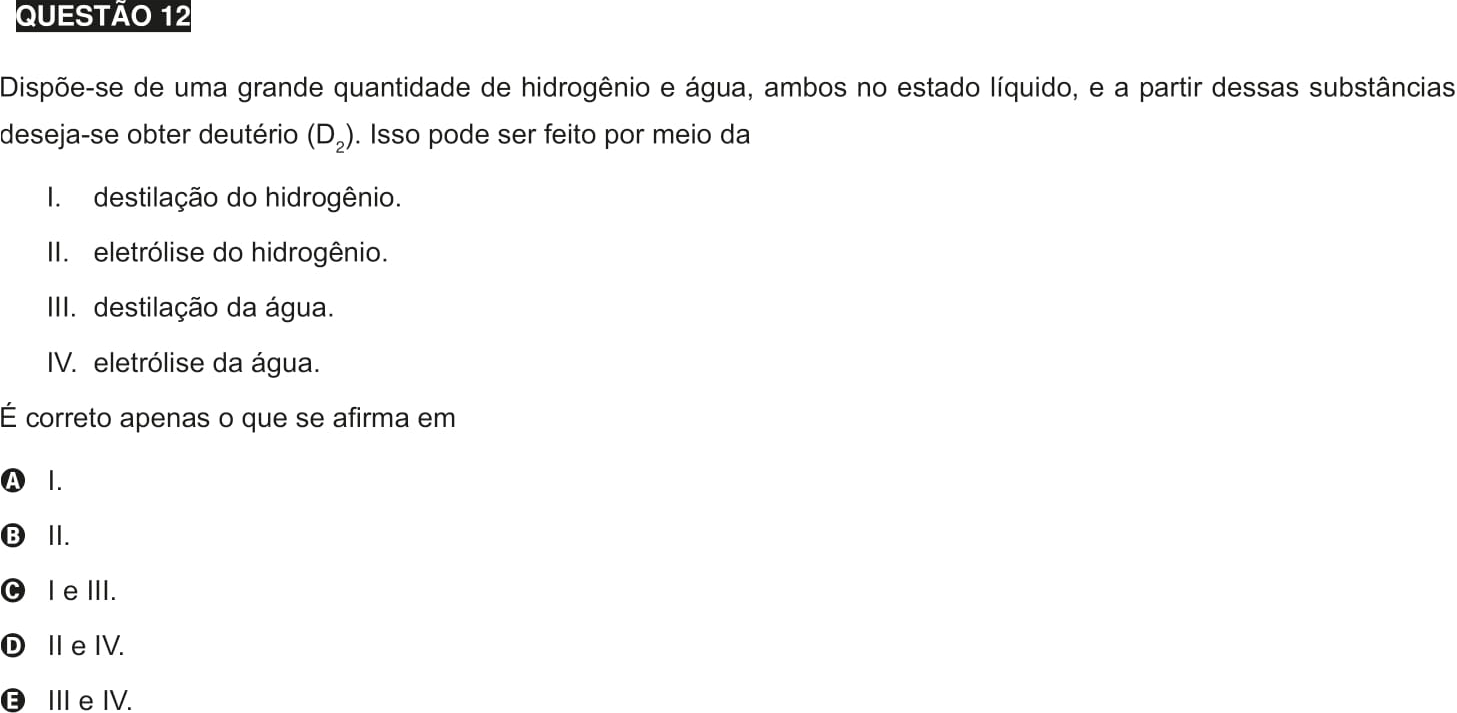 QUESTÃO 12
Dispõe-se de uma grande quantidade de hidrogênio e água, ambos no estado líquido, e a partir dessas substâncias
deseja-se obter deutério (D₂). Isso pode ser feito por meio da
I. destilação do hidrogênio.
II. eletrólise do hidrogênio.
III. destilação da água.
IV. eletrólise da água.
É correto apenas o que se afirma em
A I.
B II.
C I e III.
D II e IV.
E III e IV.